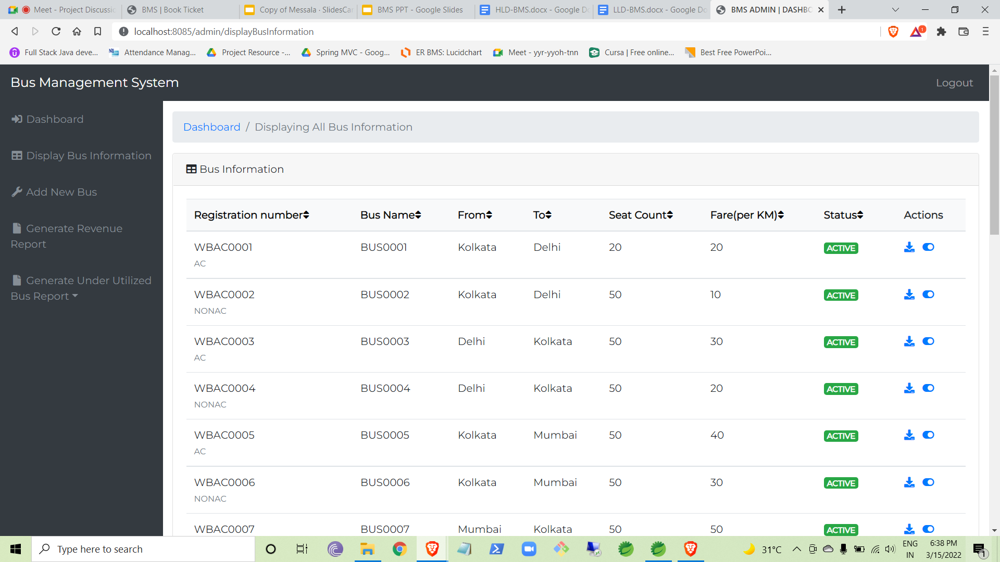 Meet - Project Discussic
BMS | Book Ticket
Copy of Messala · SlidesCar
BMS PPT - Google Slides
HLD-BMS.docx - Google Do
LLD-BMS.docx - Google Do
BMS ADMIN | DASHBO
localhost:8085/admin/displayBusInformation
1
Full Stack Java deve...
Attendance Manag...
Project Resource -...
Spring MVC - Goog...
ER BMS: Lucidchart
Meet - yyr-yyoh-tnn
Cursa | Free online...
Best Free PowerPoi...
Bus Management System
Logout
Dashboard
Display Bus Information
Add New Bus
Generate Revenue
Report
Generate Under Utilized
Bus Report
Dashboard / Displaying All Bus Information
Bus Information
Registration number Bus Name From To Seat Count Fare(per KM) Status Actions
WBAC0001 BUS0001 Kolkata Delhi 20 20 ACTIVE
AC
WBAC0002 BUS0002 Kolkata Delhi 50 10 ACTIVE
NONAC
WBAC0003 BUS0003 Delhi Kolkata 50 30 ACTIVE
AC
WBAC0004 BUS0004 Delhi Kolkata 50 20 ACTIVE
NONAC
WBAC0005 BUS0005 Kolkata Mumbai 50 40 ACTIVE
AC
WBAC0006 BUS0006 Kolkata Mumbai 50 30 ACTIVE
NONAC
WBAC0007 BUS0007 Mumbai Kolkata 50 50 ACTIVE
Type here to search
31°C
ENG
IN
6:38 PM
3/15/2022
1